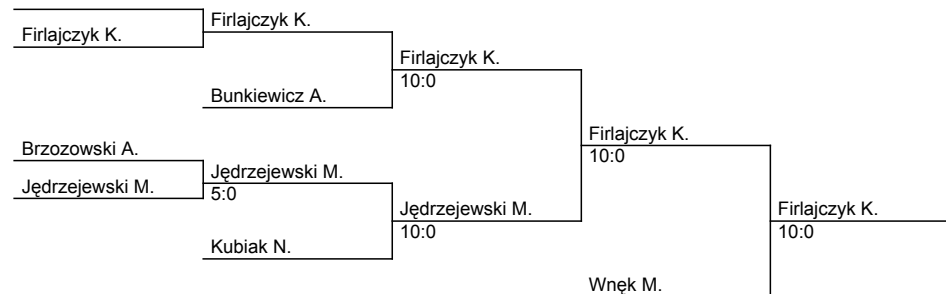 Firlajczyk K.
Firlajczyk K.
Firlajczyk K.
10:0
Bunkiewicz A.
Firlajczyk K.
10:0
Brzozowski A.
Jędrzejewski M.
Jędrzejewski M.
5:0
Jędrzejewski M.
10:0
Firlajczyk K.
10:0
Kubiak N.
Wnęk M.